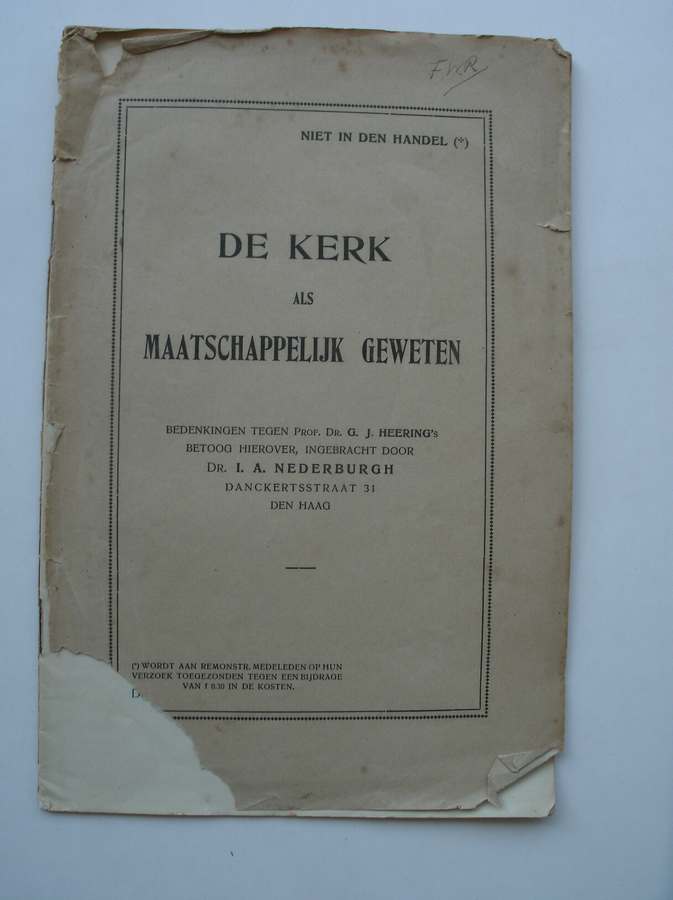 FvR
NIET IN DEN HANDEL (*)
DE KERK
ALS
MAATSCHAPPELIJK GEWETEN
BEDENKINGEN TEGEN PROF. DR. G. J. HEERING'S
BETOOG HIEROVER, INGEBRACHT DOOR
DR. I. A. NEDERBURGH
DANCKERTSSTRAAT 31
DEN HAAG
(*) WORDT AAN REMONSTR. MEDELEDEN OP HUN
VERZOEK TOEGEZONDEN TEGEN EEN BIJDRAGE
VAN f 0.30 IN DE KOSTEN.